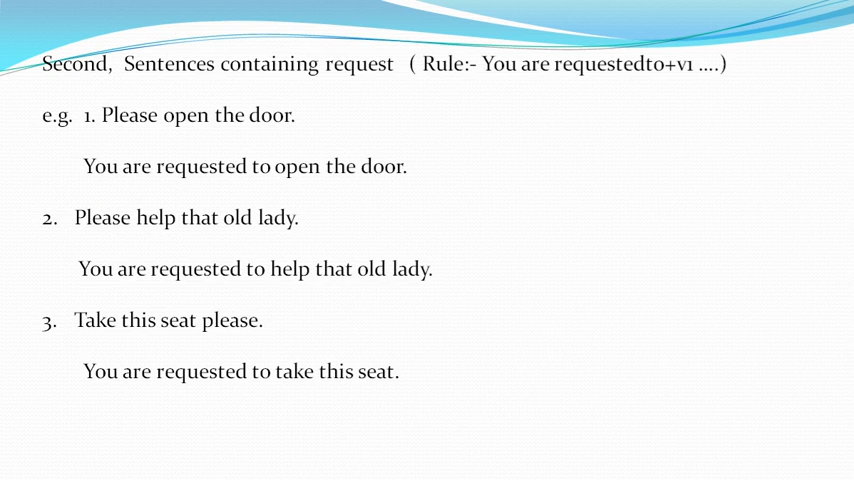 Second, Sentences containing request ( Rule:- You are requestedto+v1 ....)
e.g. 1. Please open the door.
You are requested to open the door.
2. Please help that old lady.
You are requested to help that old lady.
3. Take this seat please.
You are requested to take this seat.